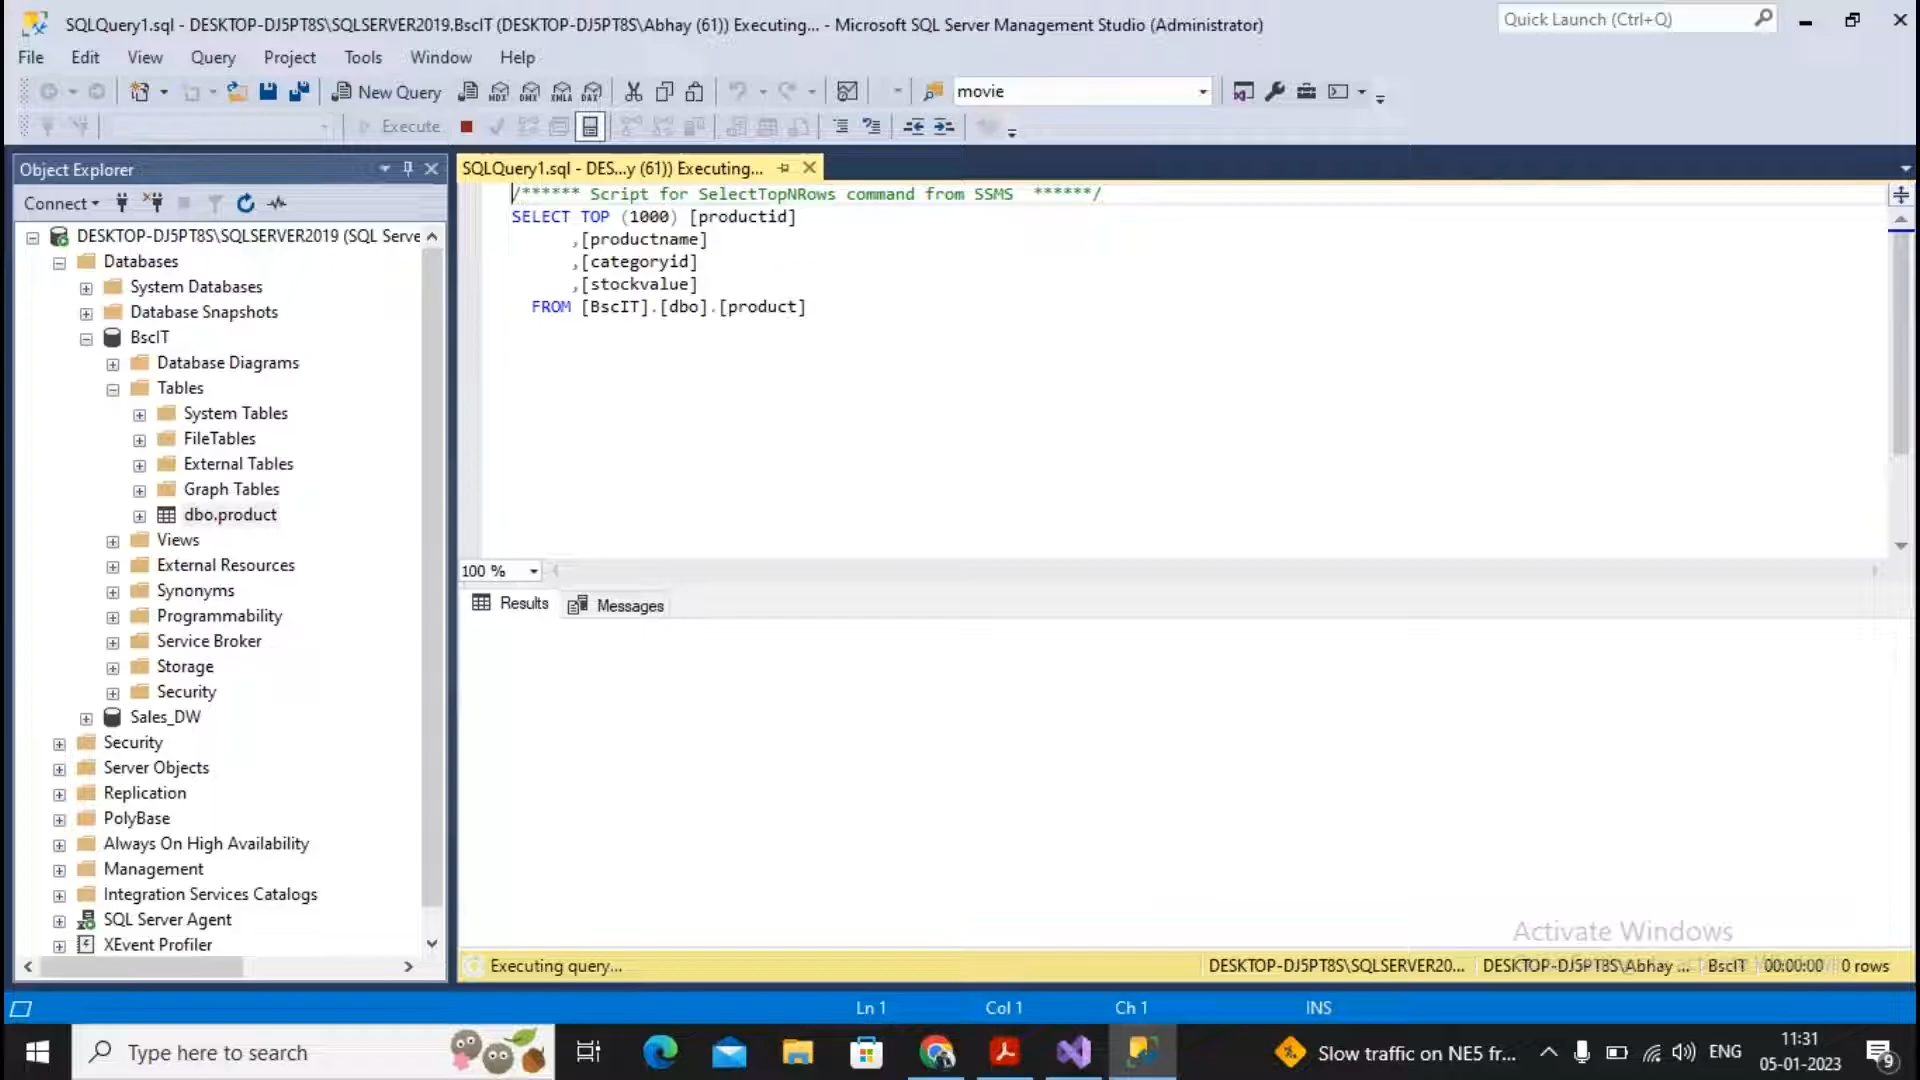 SQLQuery1.sql - DESKTOP-DJ5PT8S\SQLSERVER2019.BscIT (DESKTOP-DJ5PT8S\Abhay (61)) Executing... - Microsoft SQL Server Management Studio (Administrator)
Quick Launch (Ctrl+Q)
File Edit View Query Project Tools Window Help
New Query
MDX DMX XMLA DAX
movie
Execute
Object Explorer
SQLQuery1.sql - DES...y (61)) Executing...
Connect
DESKTOP-DJ5PT8S\SQLSERVER2019 (SQL Serve
Databases
System Databases
Database Snapshots
BscIT
Database Diagrams
Tables
System Tables
FileTables
External Tables
Graph Tables
dbo.product
Views
External Resources
Synonyms
Programmability
Service Broker
Storage
Security
Sales_DW
Security
Server Objects
Replication
PolyBase
Always On High Availability
Management
Integration Services Catalogs
SQL Server Agent
XEvent Profiler
/****** Script for SelectTopNRows command from SSMS ******/
SELECT TOP (1000) [productid]
,[productname]
,[categoryid]
,[stockvalue]
FROM [BscIT].[dbo].[product]
100 %
Results Messages
Activate Windows
Executing query...
DESKTOP-DJ5PT8S\SQLSERVER20... DESKTOP-DJ5PT8S\Abhay ... BscIT 00:00:00 0 rows
Ln 1 Col 1 Ch 1 INS
Type here to search
Slow traffic on NE5 fr...
ENG
11:31
05-01-2023
9